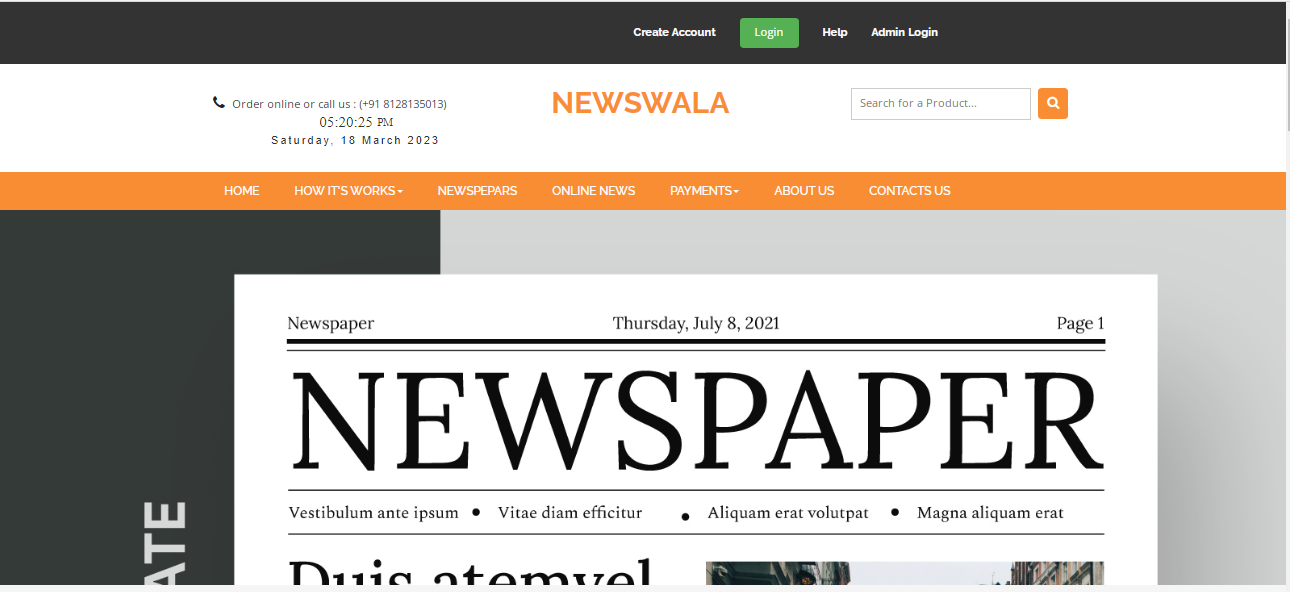 Create Account Login Help Admin Login
Order online or call us : (+91 8128135013)
05:20:25 PM
Saturday, 18 March 2023
NEWSWALA
Search for a Product...
HOME HOW IT'S WORKS NEWSPEPARS ONLINE NEWS PAYMENTS ABOUT US CONTACTS US
Newspaper Thursday, July 8, 2021 Page 1
NEWSPAPER
Vestibulum ante ipsum • Vitae diam efficitur • Aliquam erat volutpat • Magna aliquam erat
Duis atemvel
ATE